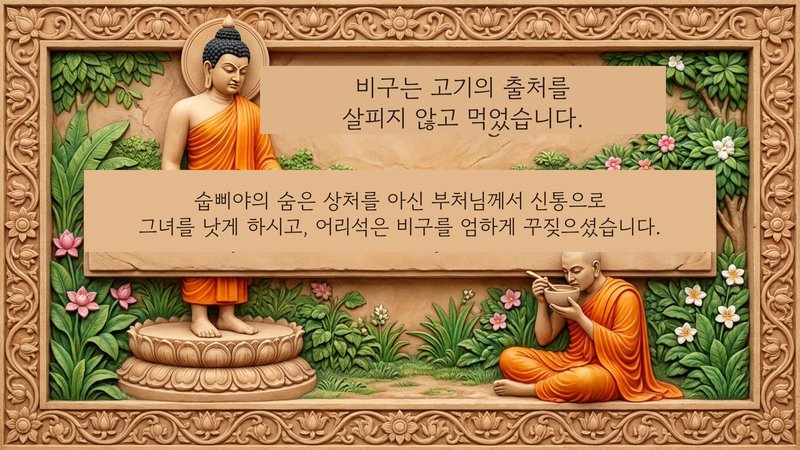 비구는 고기의 출처를
살피지 않고 먹었습니다.
숩삐야의 숨은 상처를 아신 부처님께서 신통으로
그녀를 낫게 하시고, 어리석은 비구를 엄하게 꾸짖으셨습니다.